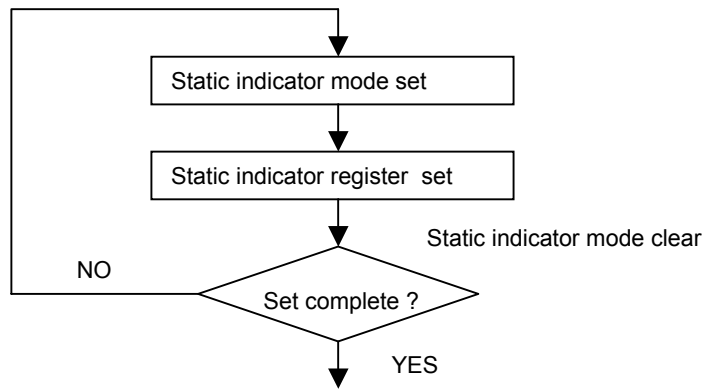 Static indicator mode set
Static indicator register set
Static indicator mode clear
NO
Set complete ?
YES